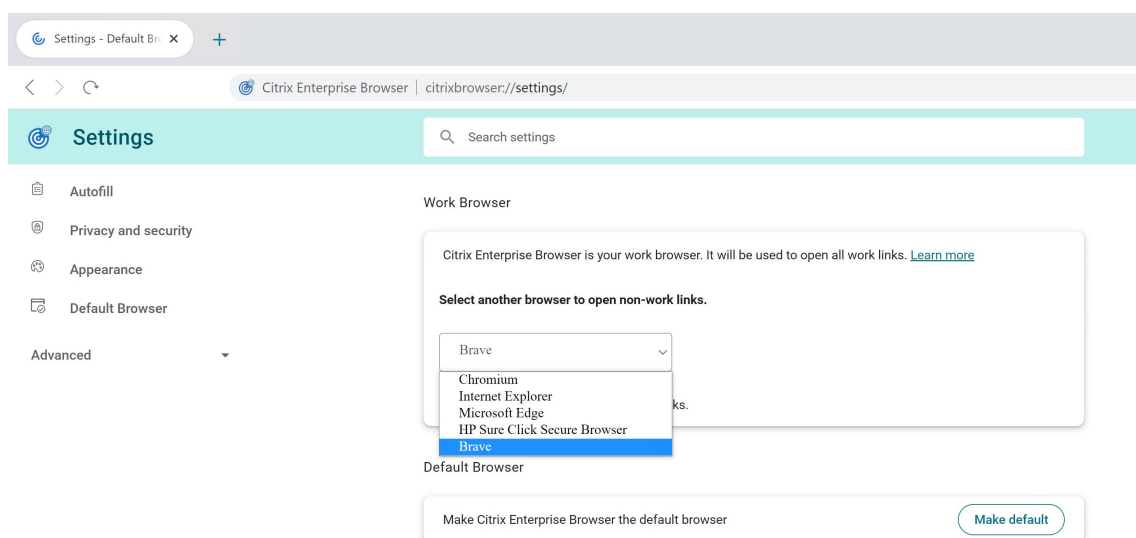 Settings - Default Br
Citrix Enterprise Browser | citrixbrowser://settings/
Settings
Search settings
Autofill
Privacy and security
Appearance
Default Browser
Advanced
Work Browser
Citrix Enterprise Browser is your work browser. It will be used to open all work links. Learn more
Select another browser to open non-work links.
Brave
Chromium
Internet Explorer
Microsoft Edge
HP Sure Click Secure Browser
Brave
ks.
Default Browser
Make Citrix Enterprise Browser the default browser
Make default